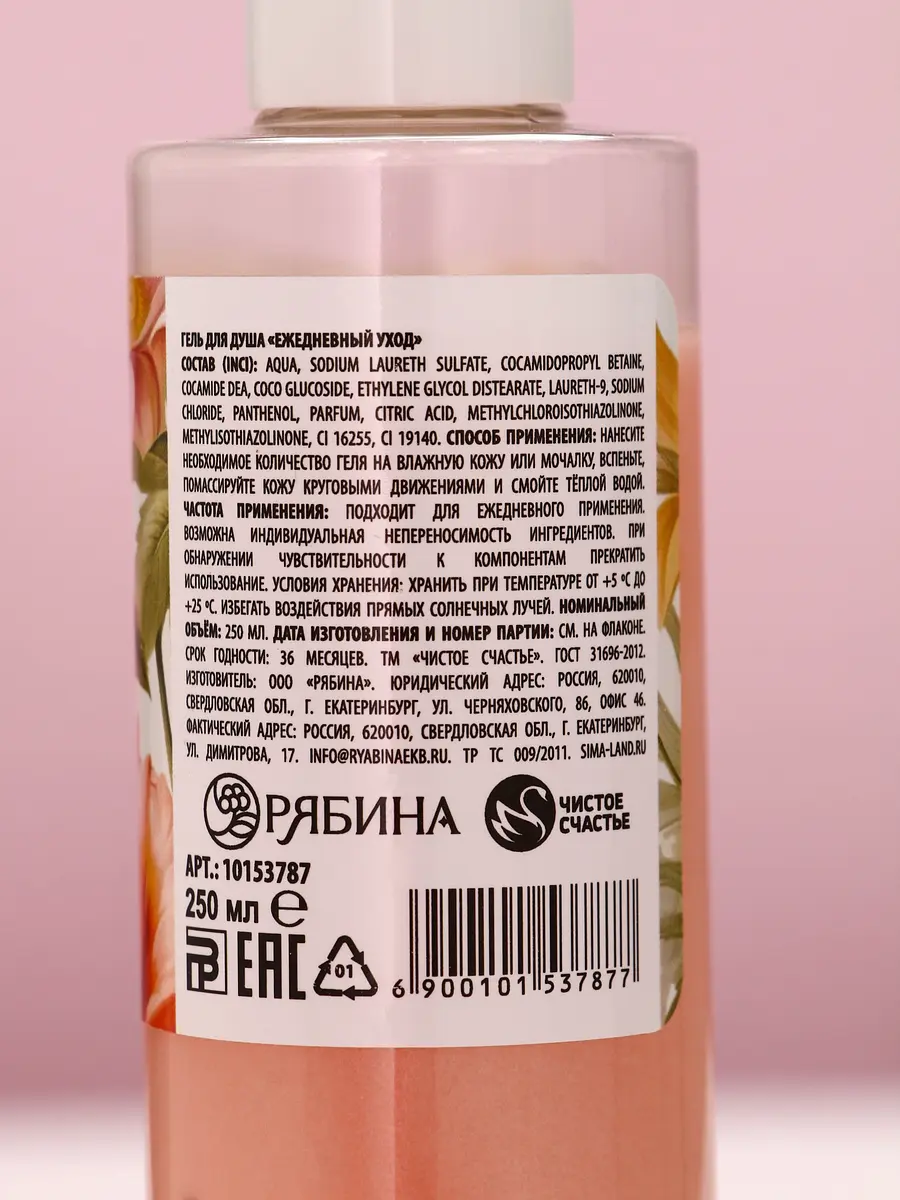 ГЕЛЬ ДЛЯ ДУША «ЕЖЕДНЕВНЫЙ УХОД»
СОСТАВ (INCI): AQUA, SODIUM LAURETH SULFATE, COCAMIDOPROPYL BETAINE,
COCAMIDE DEA, COCO GLUCOSIDE, ETHYLENE GLYCOL DISTEARATE, LAURETH-9, SODIUM
CHLORIDE, PANTHENOL, PARFUM, CITRIC ACID, METHYLCHLOROISOTHIAZOLINONE,
METHYLISOTHIAZOLINONE, CI 16255, CI 19140. СПОСОБ ПРИМЕНЕНИЯ: НАНЕСИТЕ
НЕОБХОДИМОЕ КОЛИЧЕСТВО ГЕЛЯ НА ВЛАЖНУЮ КОЖУ ИЛИ МОЧАЛКУ, ВСПЕНЬТЕ,
ПОМАССИРУЙТЕ КОЖУ КРУГОВЫМИ ДВИЖЕНИЯМИ И СМОЙТЕ ТЁПЛОЙ ВОДОЙ.
ЧАСТОТА ПРИМЕНЕНИЯ: ПОДХОДИТ ДЛЯ ЕЖЕДНЕВНОГО ПРИМЕНЕНИЯ.
ВОЗМОЖНА ИНДИВИДУАЛЬНАЯ НЕПЕРЕНОСИМОСТЬ ИНГРЕДИЕНТОВ. ПРИ
ОБНАРУЖЕНИИ ЧУВСТВИТЕЛЬНОСТИ К КОМПОНЕНТАМ ПРЕКРАТИТЬ
ИСПОЛЬЗОВАНИЕ. УСЛОВИЯ ХРАНЕНИЯ: ХРАНИТЬ ПРИ ТЕМПЕРАТУРЕ ОТ +5 °С ДО
+25 °С. ИЗБЕГАТЬ ВОЗДЕЙСТВИЯ ПРЯМЫХ СОЛНЕЧНЫХ ЛУЧЕЙ. НОМИНАЛЬНЫЙ
ОБЪЁМ: 250 МЛ. ДАТА ИЗГОТОВЛЕНИЯ И НОМЕР ПАРТИИ: СМ. НА ФЛАКОНЕ.
СРОК ГОДНОСТИ: 36 МЕСЯЦЕВ. ТМ «ЧИСТОЕ СЧАСТЬЕ». ГОСТ 31696-2012.
ИЗГОТОВИТЕЛЬ: ООО «РЯБИНА». ЮРИДИЧЕСКИЙ АДРЕС: РОССИЯ, 620010,
СВЕРДЛОВСКАЯ ОБЛ., Г. ЕКАТЕРИНБУРГ, УЛ. ЧЕРНЯХОВСКОГО, 86, ОФИС 46.
ФАКТИЧЕСКИЙ АДРЕС: РОССИЯ, 620010, СВЕРДЛОВСКАЯ ОБЛ., Г. ЕКАТЕРИНБУРГ,
УЛ. ДИМИТРОВА, 17. INFO@RYABINAEKB.RU. ТР ТС 009/2011. SIMA-LAND.RU
РЯБИНА
ЧИСТОЕ
СЧАСТЬЕ
АРТ.: 10153787
250 МЛ ℮
EAC
01
6 900101 537877